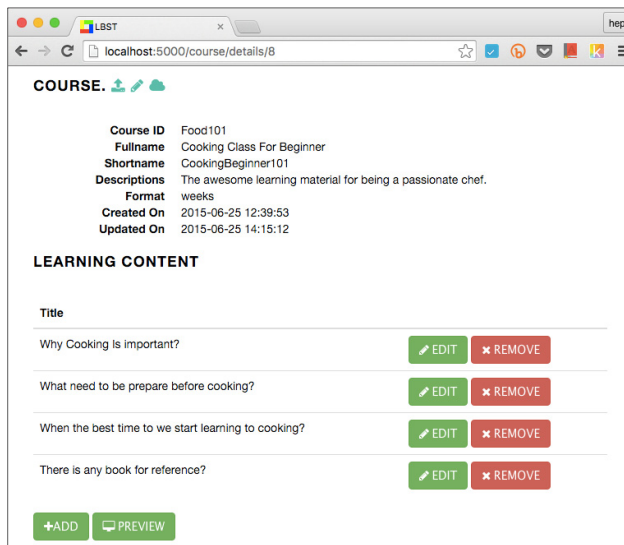 LBST
hep
localhost:5000/course/details/8
COURSE.
Course ID Food101
Fullname Cooking Class For Beginner
Shortname CookingBeginner101
Descriptions The awesome learning material for being a passionate chef.
Format weeks
Created On 2015-06-25 12:39:53
Updated On 2015-06-25 14:15:12
LEARNING CONTENT
Title
Why Cooking Is important? EDIT REMOVE
What need to be prepare before cooking? EDIT REMOVE
When the best time to we start learning to cooking? EDIT REMOVE
There is any book for reference? EDIT REMOVE
+ADD PREVIEW